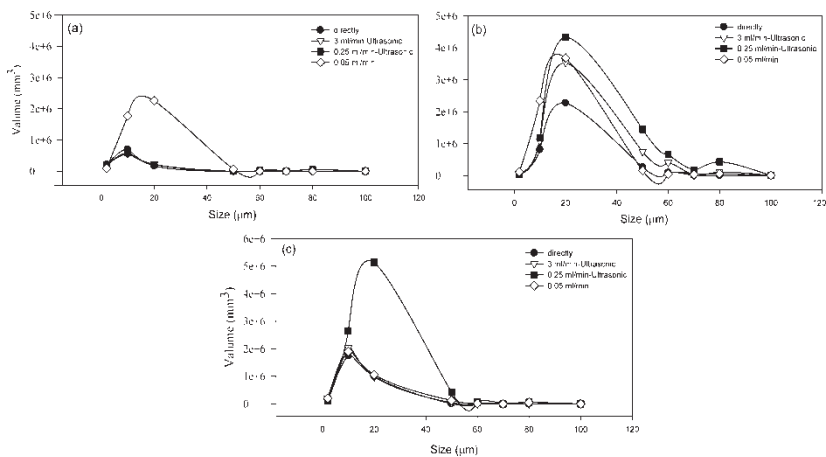 (a)
directly
3 ml/min-Ultrasonic
0.25 ml/min-Ultrasonic
0.05 ml/min
Volume (mm³)
5e+6
4e+6
3e+6
2e+6
1e+6
0
0 20 40 60 80 100 120
Size (μm)
(b)
directly
3 ml/min-Ultrasonic
0.25 ml/min-Ultrasonic
0.05 ml/min
Volume (mm³)
5e+6
4e+6
3e+6
2e+6
1e+6
0
0 20 40 60 80 100 120
Size (μm)
(c)
directly
3 ml/min-Ultrasonic
0.25 ml/min-Ultrasonic
0.05 ml/min
Volume (mm³)
6e+6
5e+6
4e+6
3e+6
2e+6
1e+6
0
0 20 40 60 80 100 120
Size (μm)